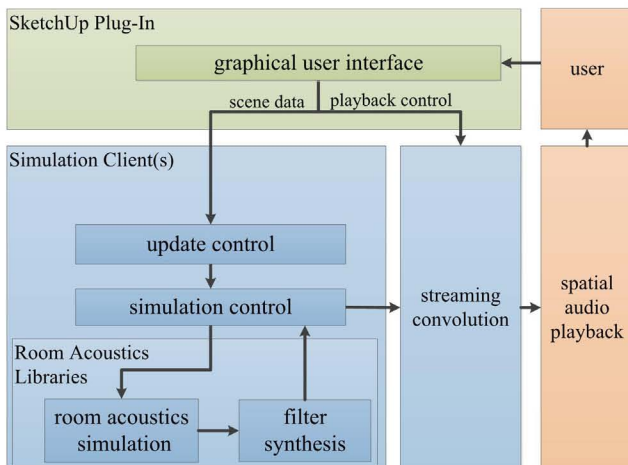 SketchUp Plug-In
graphical user interface
user
scene data
playback control
Simulation Client(s)
update control
simulation control
streaming
convolution
spatial
audio
playback
Room Acoustics
Libraries
room acoustics
simulation
filter
synthesis